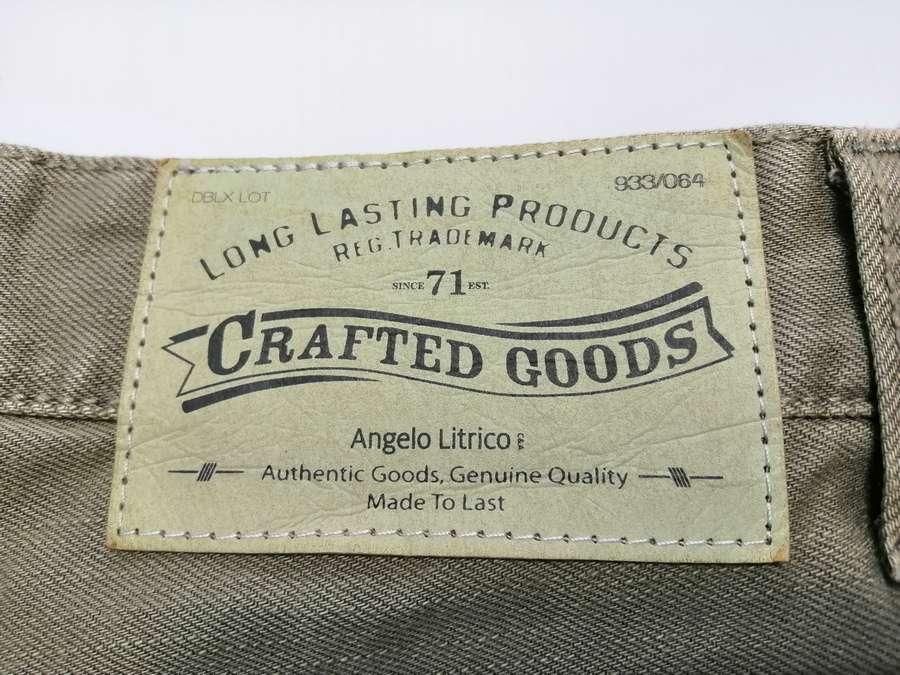 DBLX LOT
933/064
LONG LASTING PRODUCTS
REG. TRADEMARK
SINCE 71 EST.
CRAFTED GOODS
Angelo Litrico C&A
Authentic Goods, Genuine Quality
Made To Last